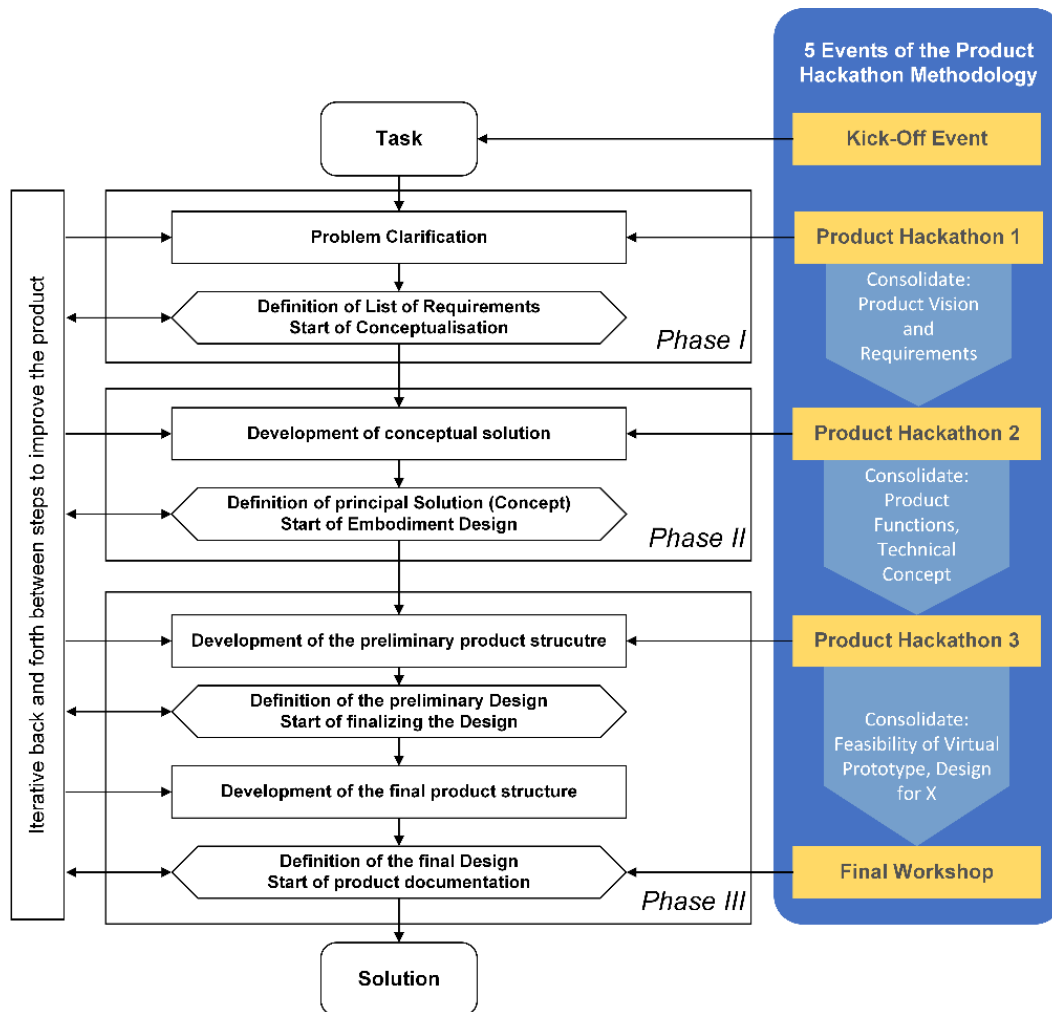 5 Events of the Product
Hackathon Methodology
Kick-Off Event
Task
Product Hackathon 1
Problem Clarification
Consolidate:
Product Vision
and
Requirements
Definition of List of Requirements
Start of Conceptualisation
Phase I
Iterative back and forth between steps to improve the product
Product Hackathon 2
Development of conceptual solution
Consolidate:
Product
Functions,
Technical
Concept
Definition of principal Solution (Concept)
Start of Embodiment Design
Phase II
Product Hackathon 3
Development of the preliminary product strucutre
Definition of the preliminary Design
Start of finalizing the Design
Consolidate:
Feasibility of Virtual
Prototype, Design
for X
Development of the final product structure
Definition of the final Design
Start of product documentation
Final Workshop
Phase III
Solution